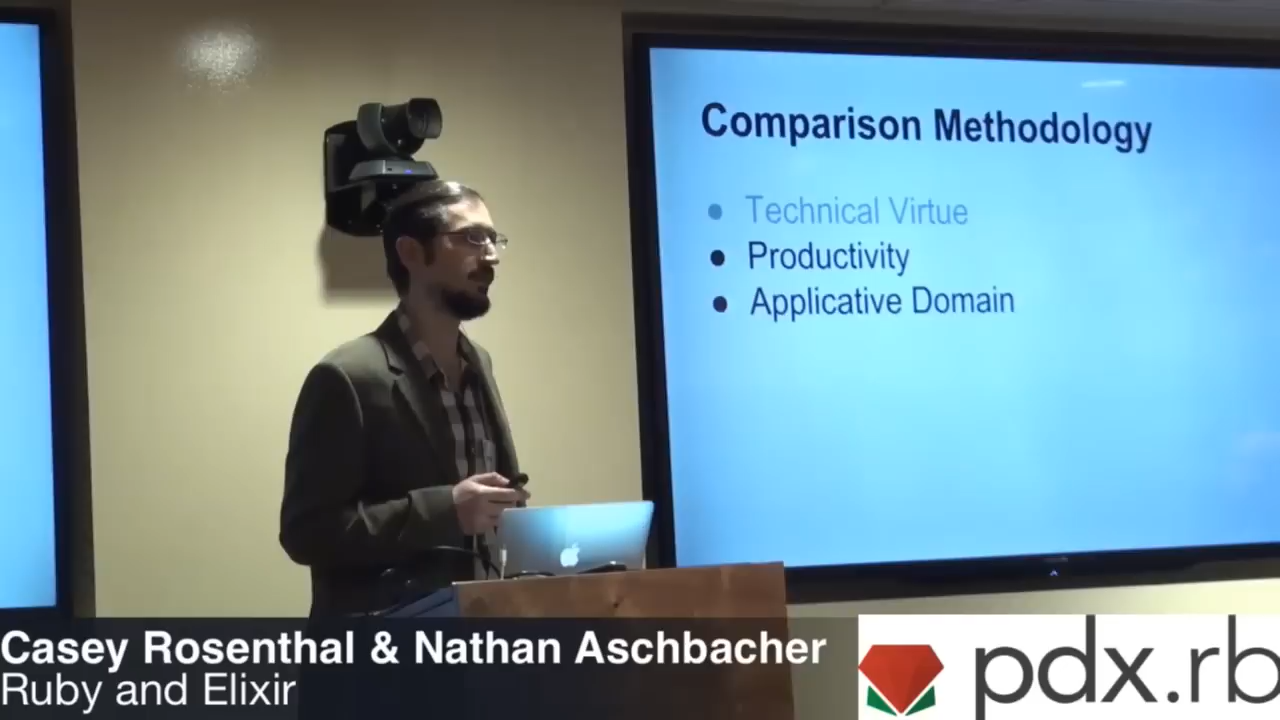 Comparison Methodology
● Technical Virtue
● Productivity
● Applicative Domain
Casey Rosenthal & Nathan Aschbacher
Ruby and Elixir
pdx.rb